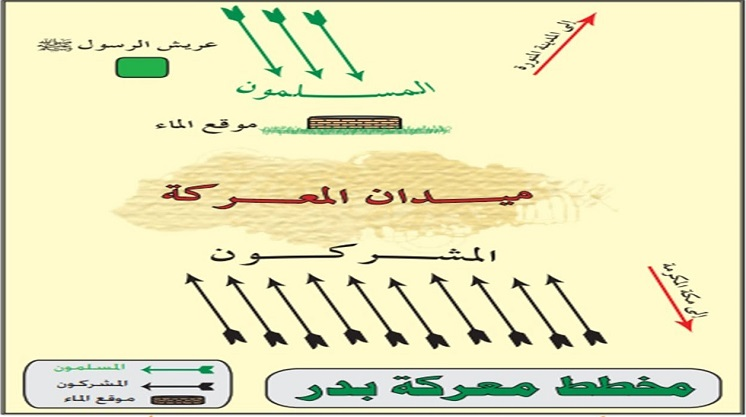 عريش الرسول ﷺ
إلى المدينة المنورة
المسلمون
موقع الماء
ميدان المعركة
المشركون
إلى مكة المكرمة
مخطط معركة بدر
المسلمون
المشركون
موقع الماء